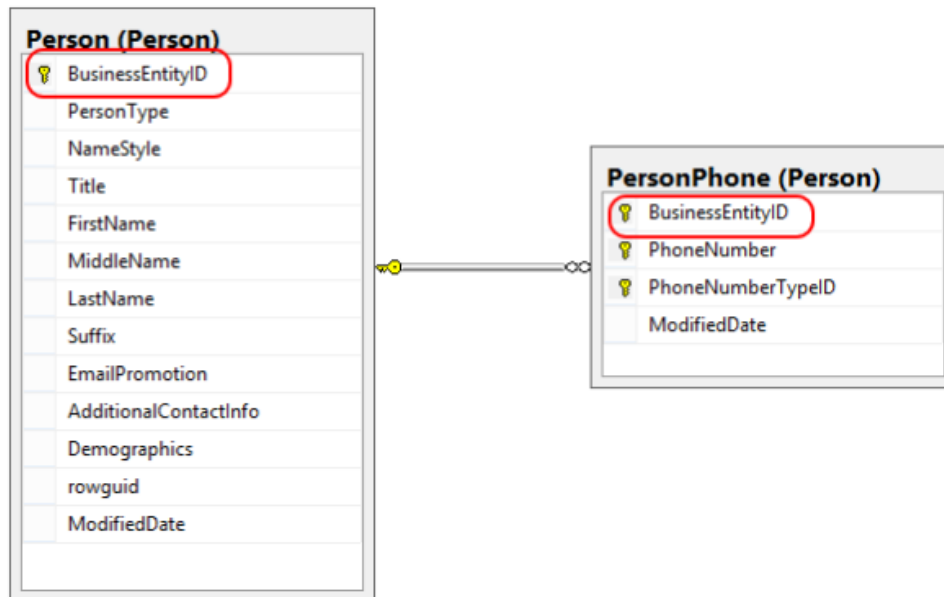 Person (Person)
BusinessEntityID
PersonType
NameStyle
Title
FirstName
MiddleName
LastName
Suffix
EmailPromotion
AdditionalContactInfo
Demographics
rowguid
ModifiedDate
PersonPhone (Person)
BusinessEntityID
PhoneNumber
PhoneNumberTypeID
ModifiedDate